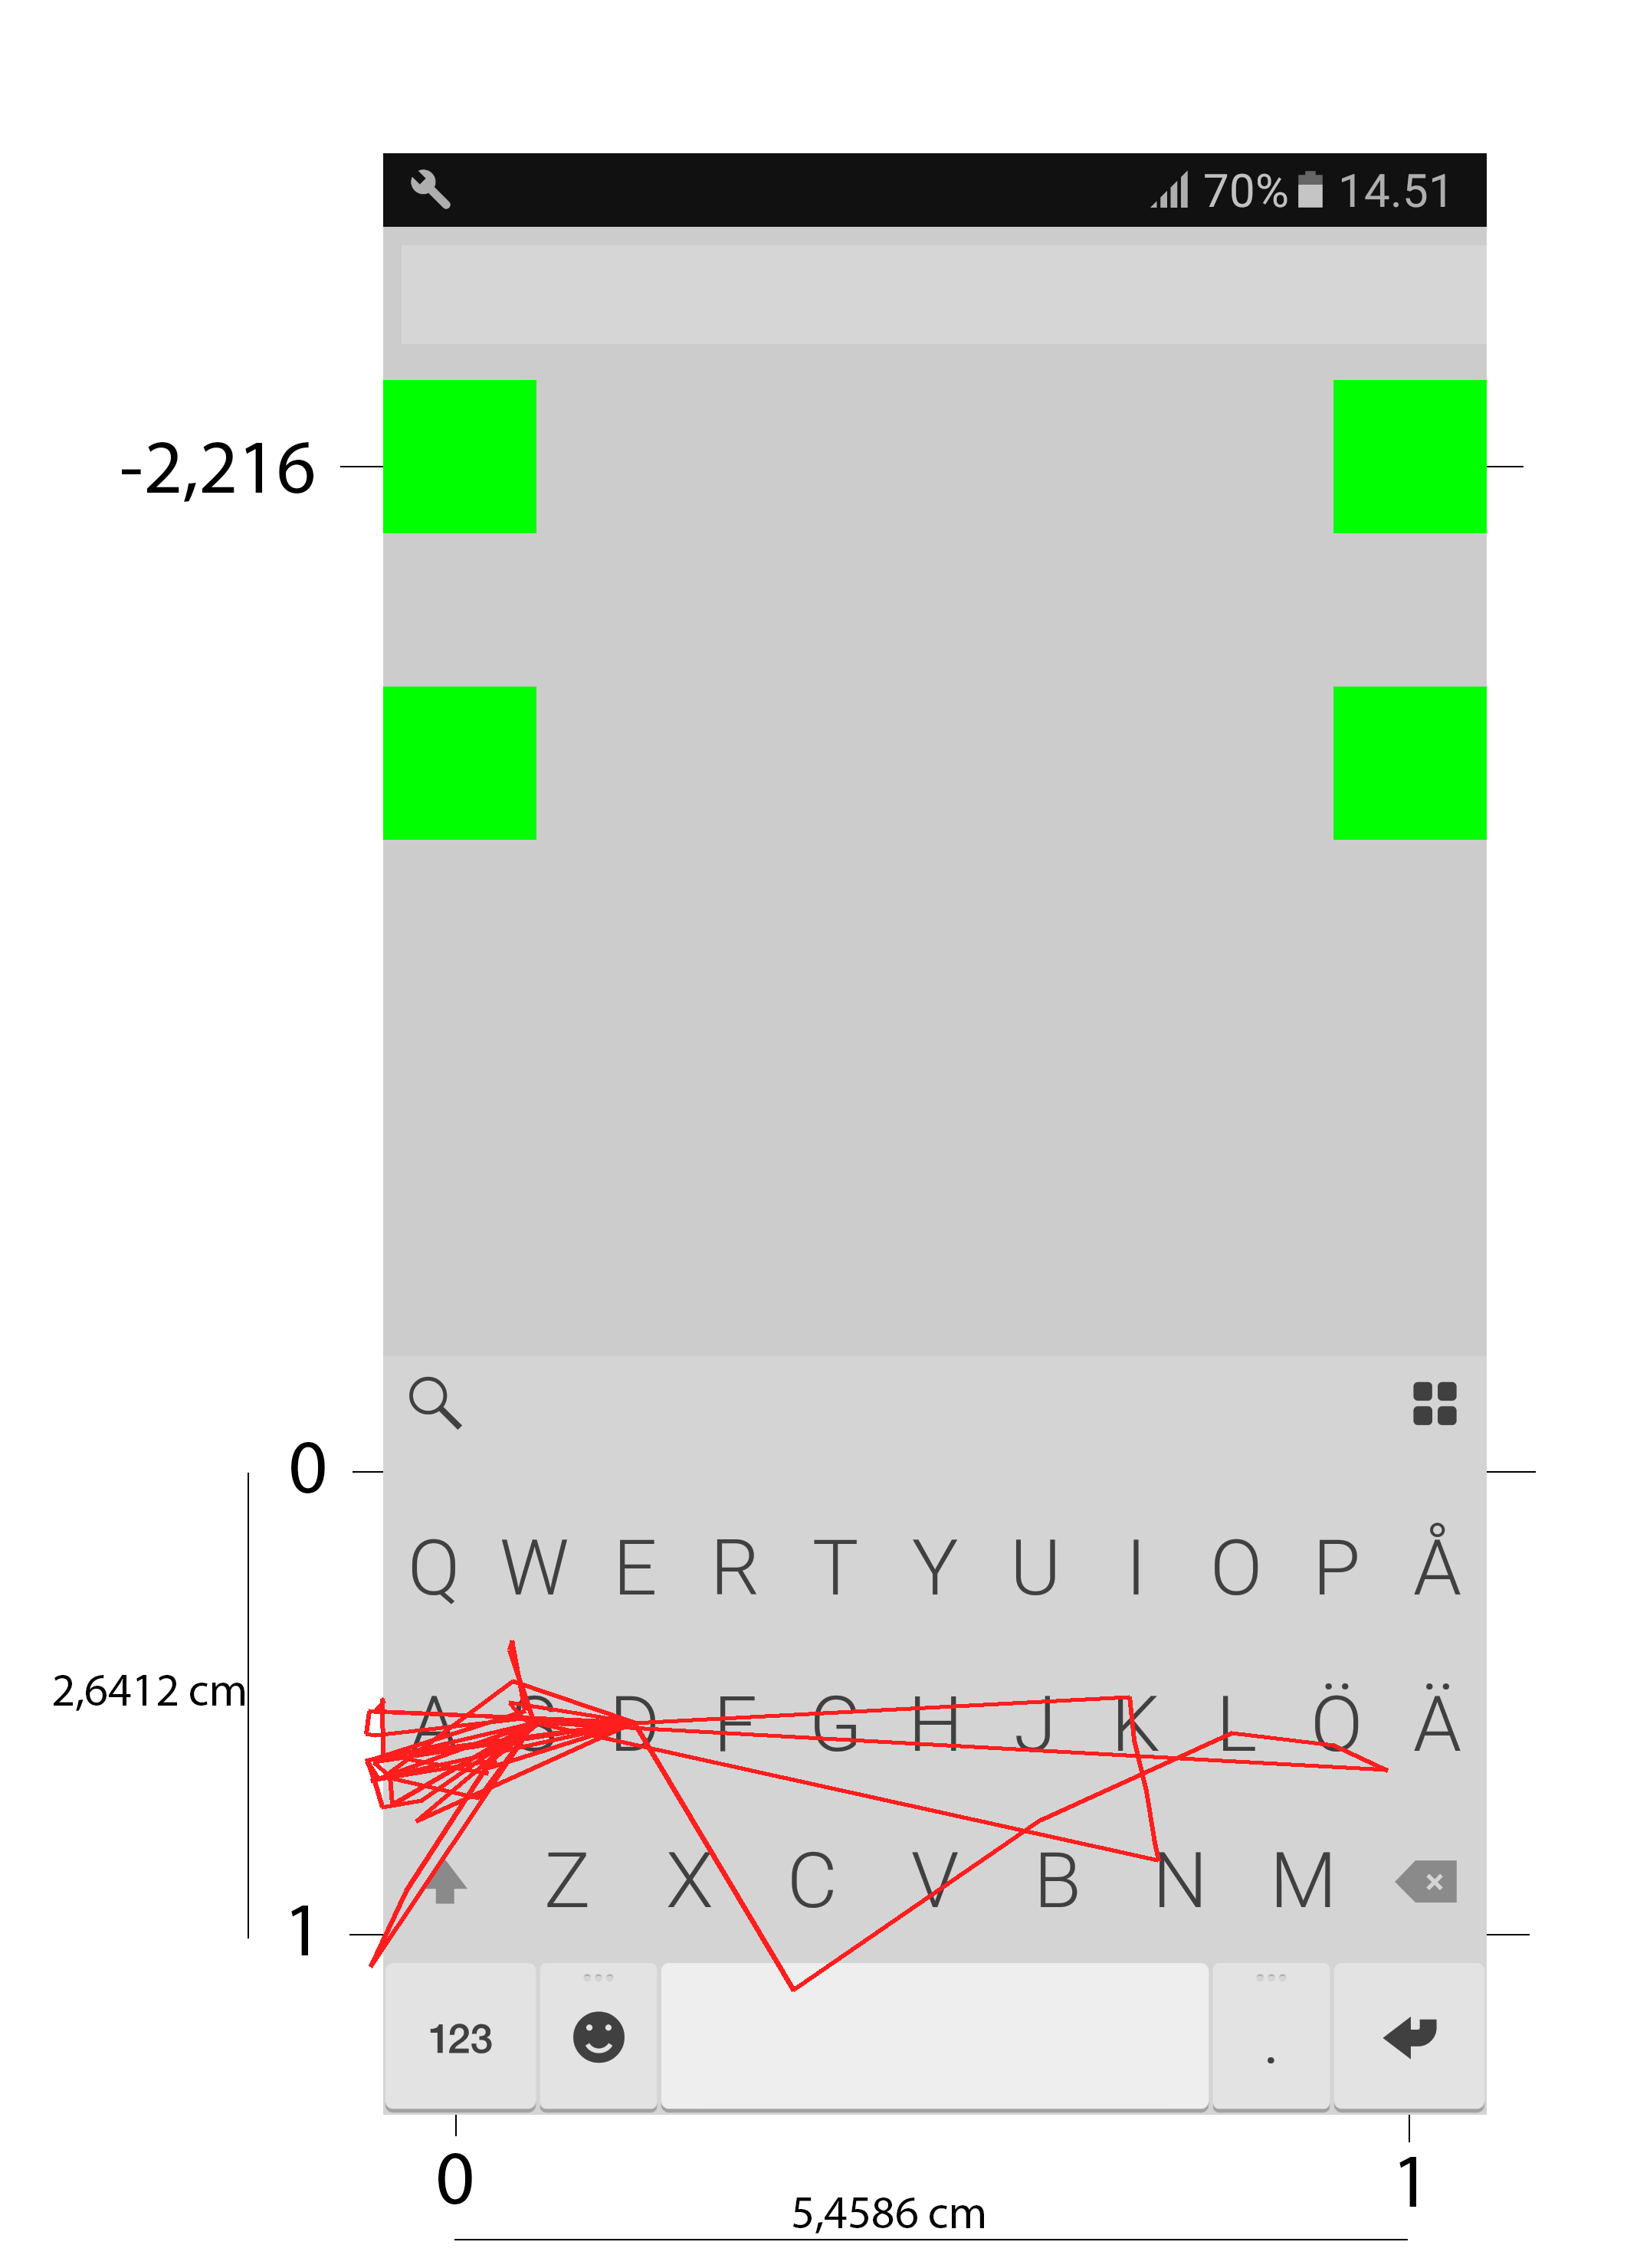 70% 14.51
-2,216
0
Q W E R T Y U I O P Å
2,6412 cm
A S D F G H J K L Ö Ä
Z X C V B N M
1
123 .
0 1
5,4586 cm